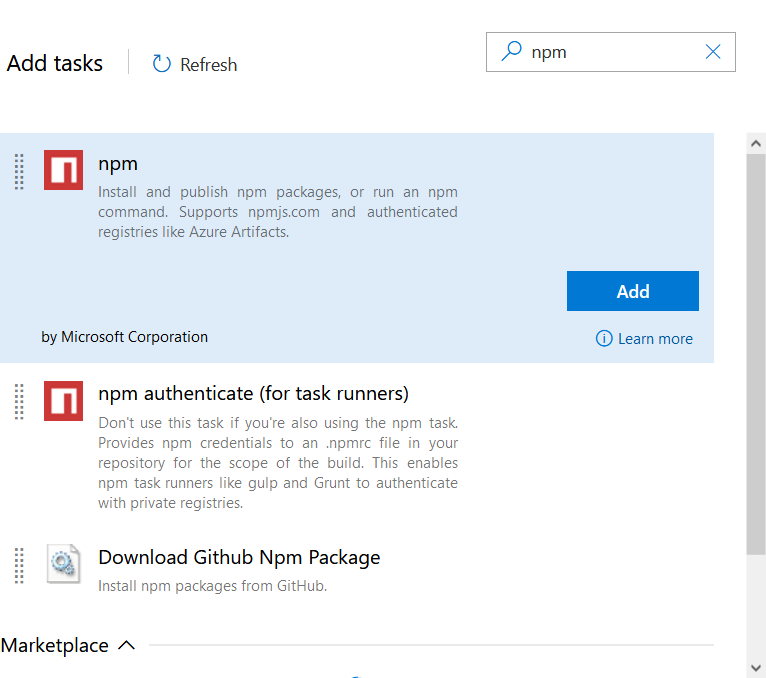 Add tasks
Refresh
npm
npm
Install and publish npm packages, or run an npm
command. Supports npmjs.com and authenticated
registries like Azure Artifacts.
Add
by Microsoft Corporation
Learn more
npm authenticate (for task runners)
Don't use this task if you're also using the npm task.
Provides npm credentials to an .npmrc file in your
repository for the scope of the build. This enables
npm task runners like gulp and Grunt to authenticate
with private registries.
Download Github Npm Package
Install npm packages from GitHub.
Marketplace